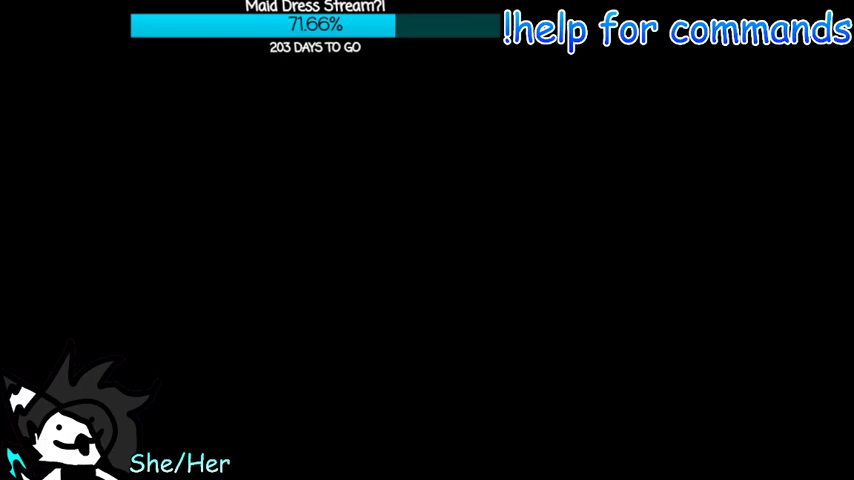 Maid Dress Stream?!
71.66%
203 DAYS TO GO
!help for commands
She/Her